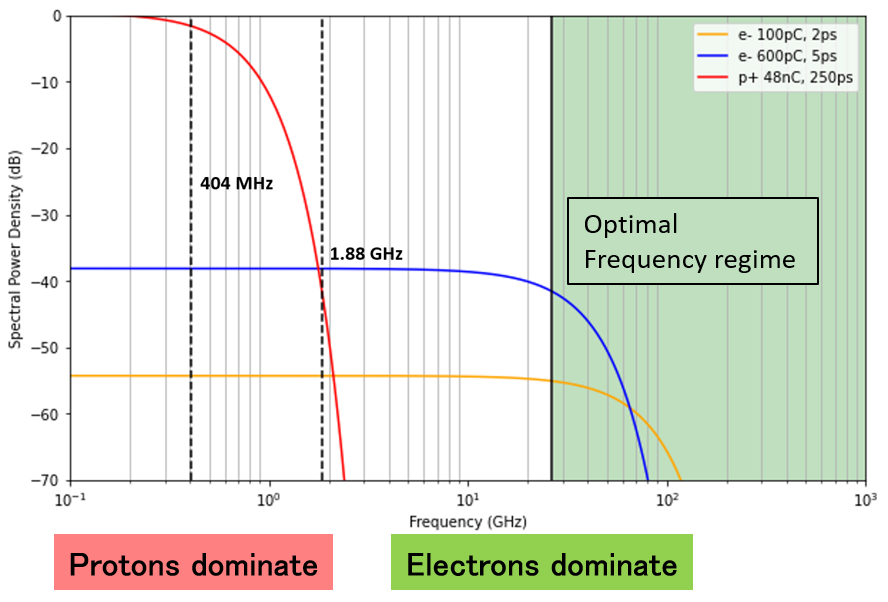 0
−10
−20
−30
−40
−50
−60
−70
Spectral Power Density (dB)
e- 100pC, 2ps
e- 600pC, 5ps
p+ 48nC, 250ps
404 MHz
1.88 GHz
Optimal
Frequency regime
10⁻¹ 10⁰ 10¹ 10² 10³
Frequency (GHz)
Protons dominate
Electrons dominate